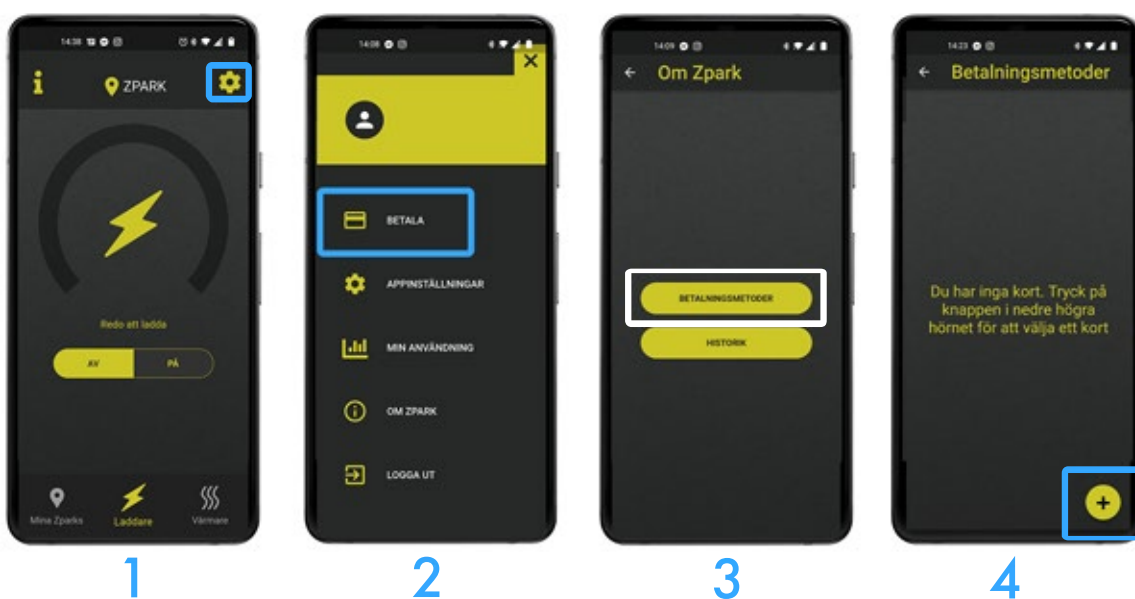 14:38
ZPARK
Redo att ladda
AV PÅ
Mina Zparks Laddare Värmare
1
14:08
BETALA
APPINSTÄLLNINGAR
MIN ANVÄNDNING
OM ZPARK
LOGGA UT
2
14:09
Om Zpark
BETALNINGSMETODER
HISTORIK
3
14:23
Betalningsmetoder
Du har inga kort. Tryck på
knappen i nedre högra
hörnet för att välja ett kort
4